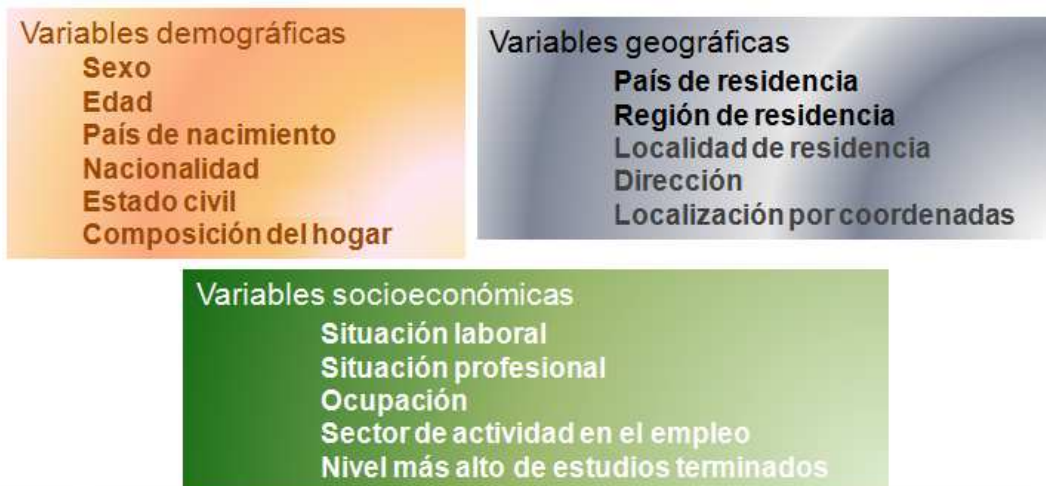 Variables demográficas
Sexo
Edad
País de nacimiento
Nacionalidad
Estado civil
Composición del hogar
Variables geográficas
País de residencia
Región de residencia
Localidad de residencia
Dirección
Localización por coordenadas
Variables socioeconómicas
Situación laboral
Situación profesional
Ocupación
Sector de actividad en el empleo
Nivel más alto de estudios terminados